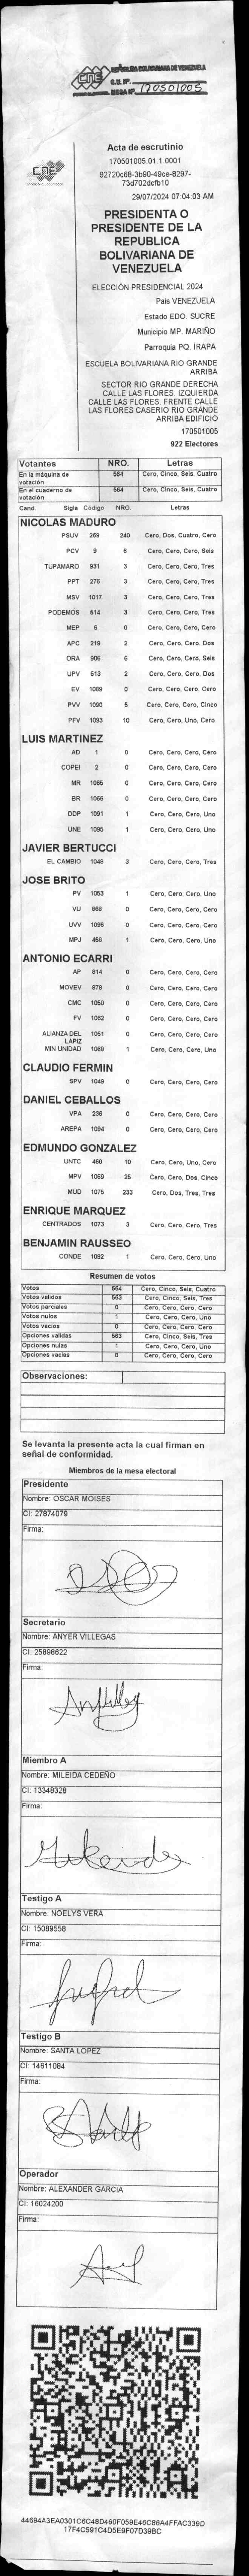 CNE
REPÚBLICA BOLIVARIANA DE VENEZUELA
C.U. Nº.
MESA Nº 170501005
CNE
Acta de escrutinio
170501005.01.1.0001
92720c68-3b90-49ce-8297-
73d702dcfb10
29/07/2024 07:04:03 AM
PRESIDENTA O
PRESIDENTE DE LA
REPUBLICA
BOLIVARIANA DE
VENEZUELA
ELECCIÓN PRESIDENCIAL 2024
Pais VENEZUELA
Estado EDO. SUCRE
Municipio MP. MARIÑO
Parroquia PQ. IRAPA
ESCUELA BOLIVARIANA RIO GRANDE
ARRIBA
SECTOR RIO GRANDE DERECHA
CALLE LAS FLORES. IZQUIERDA
CALLE LAS FLORES. FRENTE CALLE
LAS FLORES CASERIO RIO GRANDE
ARRIBA EDIFICIO
170501005
922 Electores
Votantes NRO. Letras
En la máquina de votación 564 Cero, Cinco, Seis, Cuatro
En el cuaderno de votación 564 Cero, Cinco, Seis, Cuatro
Cand Sigla Código NRO. Letras
NICOLAS MADURO
PSUV 269 240 Cero, Dos, Cuatro, Cero
PCV 9 6 Cero, Cero, Cero, Seis
TUPAMARO 931 3 Cero, Cero, Cero, Tres
PPT 276 3 Cero, Cero, Cero, Tres
MSV 1017 3 Cero, Cero, Cero, Tres
PODEMOS 514 3 Cero, Cero, Cero, Tres
MEP 6 0 Cero, Cero, Cero, Cero
APC 219 2 Cero, Cero, Cero, Dos
ORA 906 6 Cero, Cero, Cero, Seis
UPV 513 2 Cero, Cero, Cero, Dos
EV 1089 0 Cero, Cero, Cero, Cero
PVV 1090 5 Cero, Cero, Cero, Cinco
PFV 1093 10 Cero, Cero, Uno, Cero
LUIS MARTINEZ
AD 1 0 Cero, Cero, Cero, Cero
COPEI 2 0 Cero, Cero, Cero, Cero
MR 1065 0 Cero, Cero, Cero, Cero
BR 1066 0 Cero, Cero, Cero, Cero
DDP 1091 1 Cero, Cero, Cero, Uno
UNE 1095 1 Cero, Cero, Cero, Uno
JAVIER BERTUCCI
EL CAMBIO 1048 3 Cero, Cero, Cero, Tres
JOSE BRITO
PV 1053 1 Cero, Cero, Cero, Uno
VU 868 0 Cero, Cero, Cero, Cero
UVV 1096 0 Cero, Cero, Cero, Cero
MPJ 458 1 Cero, Cero, Cero, Uno
ANTONIO ECARRI
AP 814 0 Cero, Cero, Cero, Cero
MOVEV 878 0 Cero, Cero, Cero, Cero
CMC 1050 0 Cero, Cero, Cero, Cero
FV 1062 0 Cero, Cero, Cero, Cero
ALIANZA DEL LAPIZ 1051 0 Cero, Cero, Cero, Cero
MIN UNIDAD 1069 1 Cero, Cero, Cero, Uno
CLAUDIO FERMIN
SPV 1049 0 Cero, Cero, Cero, Cero
DANIEL CEBALLOS
VPA 236 0 Cero, Cero, Cero, Cero
AREPA 1094 0 Cero, Cero, Cero, Cero
EDMUNDO GONZALEZ
UNTC 460 10 Cero, Cero, Uno, Cero
MPV 1069 25 Cero, Cero, Dos, Cinco
MUD 1075 233 Cero, Dos, Tres, Tres
ENRIQUE MARQUEZ
CENTRADOS 1073 3 Cero, Cero, Cero, Tres
BENJAMIN RAUSSEO
CONDE 1092 1 Cero, Cero, Cero, Uno
Resumen de votos
Votos 564 Cero, Cinco, Seis, Cuatro
Votos validos 563 Cero, Cinco, Seis, Tres
Votos parciales 0 Cero, Cero, Cero, Cero
Votos nulos 1 Cero, Cero, Cero, Uno
Votos vacios 0 Cero, Cero, Cero, Cero
Opciones validas 563 Cero, Cinco, Seis, Tres
Opciones nulas 1 Cero, Cero, Cero, Uno
Opciones vacias 0 Cero, Cero, Cero, Cero
Observaciones:
Se levanta la presente acta la cual firman en
señal de conformidad.
Miembros de la mesa electoral
Presidente
Nombre: OSCAR MOISES
CI: 27874079
Firma:
Secretario
Nombre: ANYER VILLEGAS
CI: 25898622
Firma:
Miembro A
Nombre: MILEIDA CEDEÑO
CI: 13348328
Firma:
Testigo A
Nombre: NOELYS VERA
CI: 15089558
Firma:
Testigo B
Nombre: SANTA LOPEZ
CI: 14611084
Firma:
Operador
Nombre: ALEXANDER GARCIA
CI: 16024200
Firma:
44694A3EA0301C6C48D460F059E46C86A4FFAC339D
17F4C591C4D5E9F07D39BC